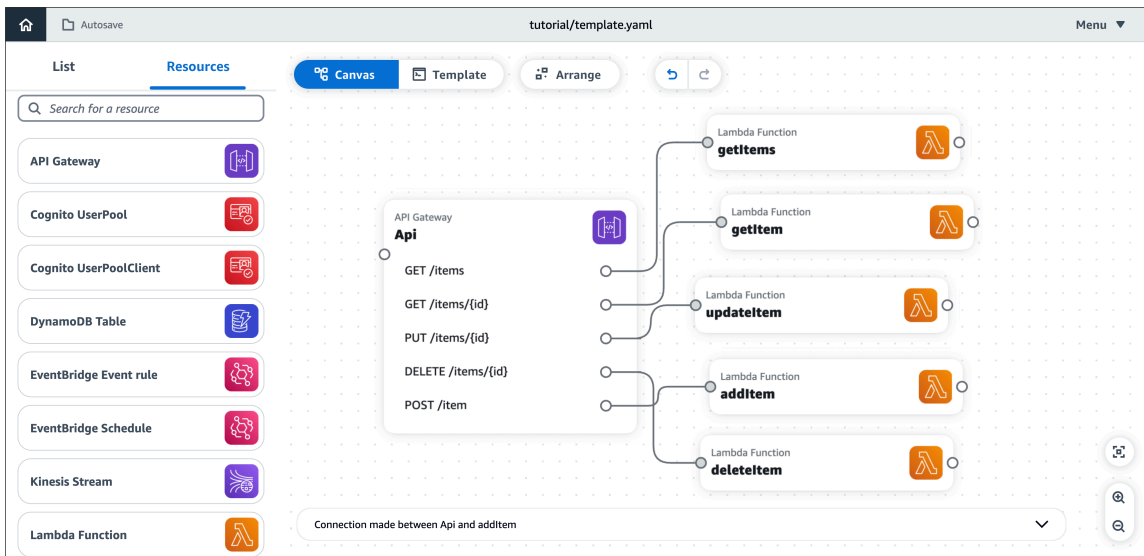 Autosave
tutorial/template.yaml
Menu ▼
List
Resources
Search for a resource
API Gateway
Cognito UserPool
Cognito UserPoolClient
DynamoDB Table
EventBridge Event rule
EventBridge Schedule
Kinesis Stream
Lambda Function
Canvas
Template
Arrange
API Gateway
Api
GET /items
GET /items/{id}
PUT /items/{id}
DELETE /items/{id}
POST /item
Lambda Function
getItems
Lambda Function
getItem
Lambda Function
updateItem
Lambda Function
addItem
Lambda Function
deleteItem
Connection made between Api and addItem